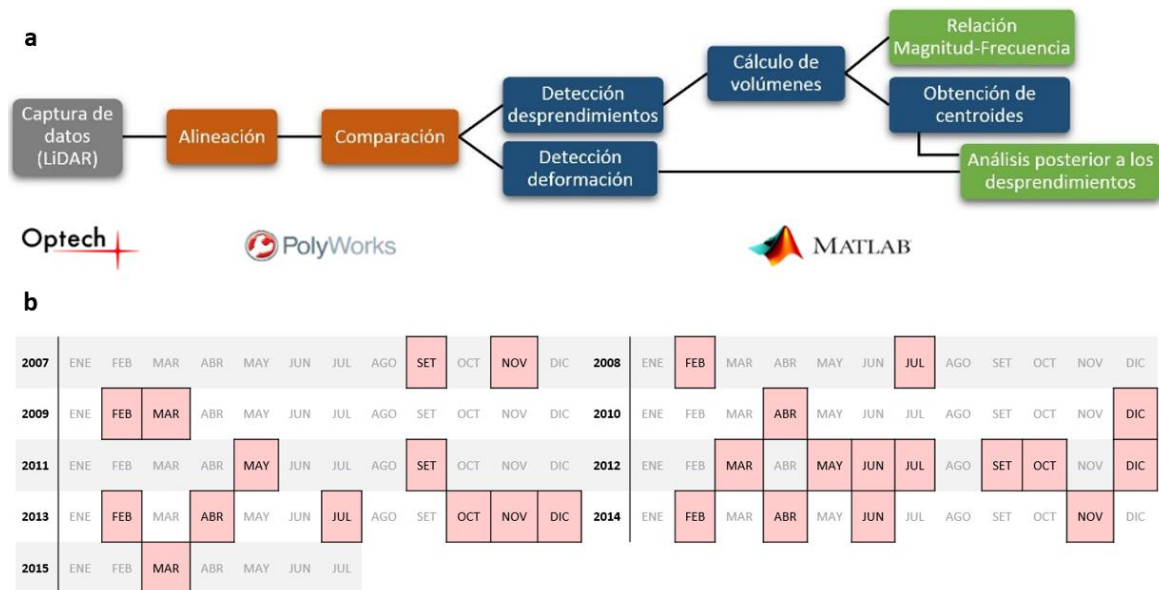 a
Captura de
datos
(LiDAR)
Alineación
Comparación
Detección
desprendimientos
Detección
deformación
Cálculo de
volúmenes
Relación
Magnitud-Frecuencia
Obtención de
centroides
Análisis posterior a los
desprendimientos
Optech
PolyWorks
MATLAB
b
2007 ENE FEB MAR ABR MAY JUN JUL AGO SET OCT NOV DIC 2008 ENE FEB MAR ABR MAY JUN JUL AGO SET OCT NOV DIC
2009 ENE FEB MAR ABR MAY JUN JUL AGO SET OCT NOV DIC 2010 ENE FEB MAR ABR MAY JUN JUL AGO SET OCT NOV DIC
2011 ENE FEB MAR ABR MAY JUN JUL AGO SET OCT NOV DIC 2012 ENE FEB MAR ABR MAY JUN JUL AGO SET OCT NOV DIC
2013 ENE FEB MAR ABR MAY JUN JUL AGO SET OCT NOV DIC 2014 ENE FEB MAR ABR MAY JUN JUL AGO SET OCT NOV DIC
2015 ENE FEB MAR ABR MAY JUN JUL